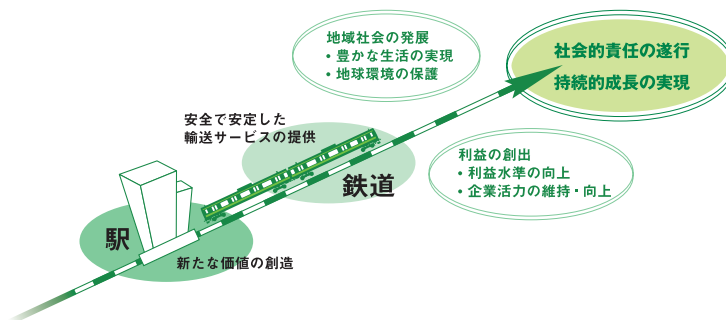 地域社会の発展
• 豊かな生活の実現
• 地球環境の保護
社会的責任の遂行
持続的成長の実現
安全で安定した
輸送サービスの提供
鉄道
利益の創出
• 利益水準の向上
• 企業活力の維持・向上
駅
新たな価値の創造